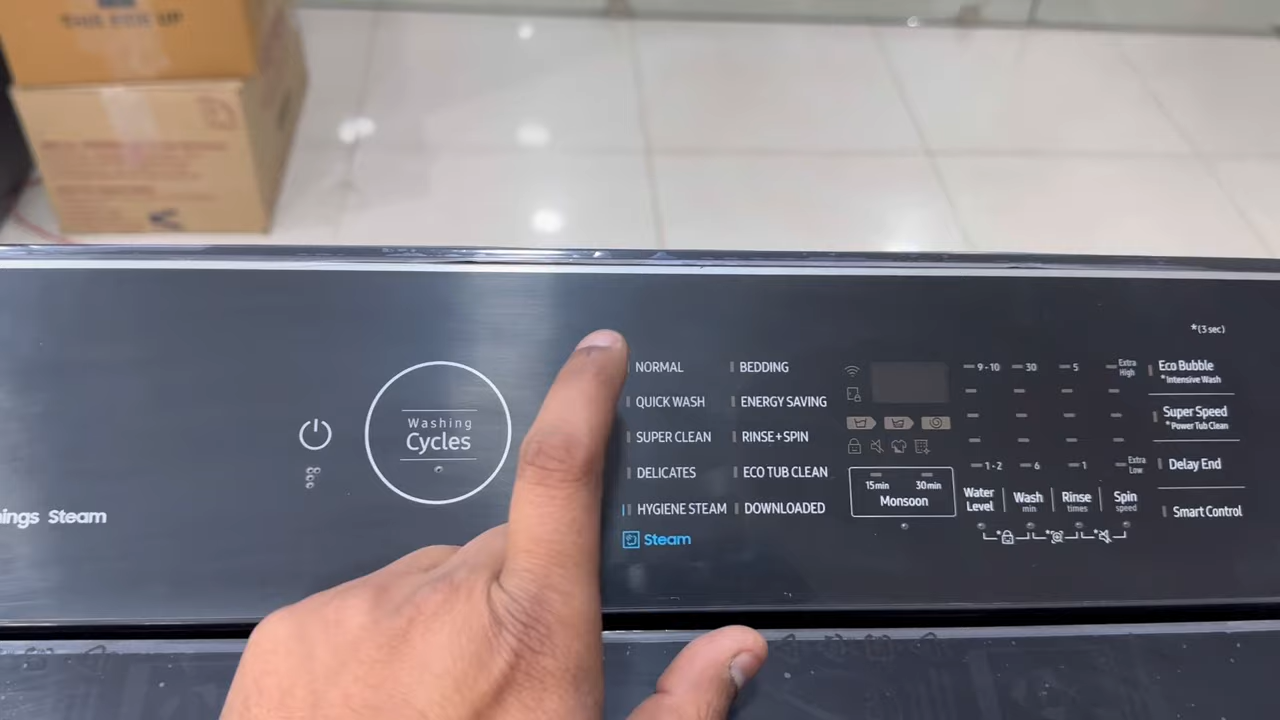 THIS SIDE UP
*(3 sec)
NORMAL
QUICK WASH
SUPER CLEAN
DELICATES
HYGIENE STEAM
Steam
BEDDING
ENERGY SAVING
RINSE+SPIN
ECO TUB CLEAN
DOWNLOADED
Washing
Cycles
ings Steam
15min 30min
Monsoon
9-10 30 5 Extra High
1-2 6 1 Extra Low
Water Level
Wash min
Rinse times
Spin speed
Eco Bubble
*Intensive Wash
Super Speed
*Power Tub Clean
Delay End
Smart Control